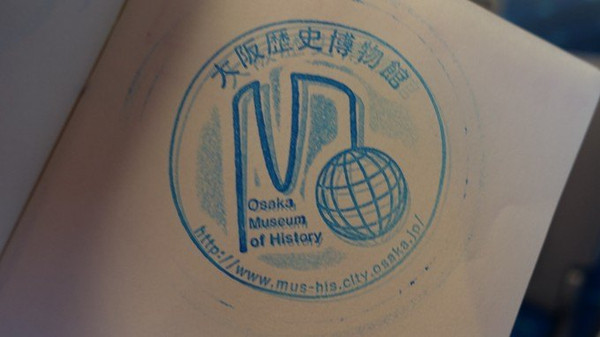 大阪歴史博物館
Osaka
Museum
of History
http://www.mus-his.city.osaka.jp/